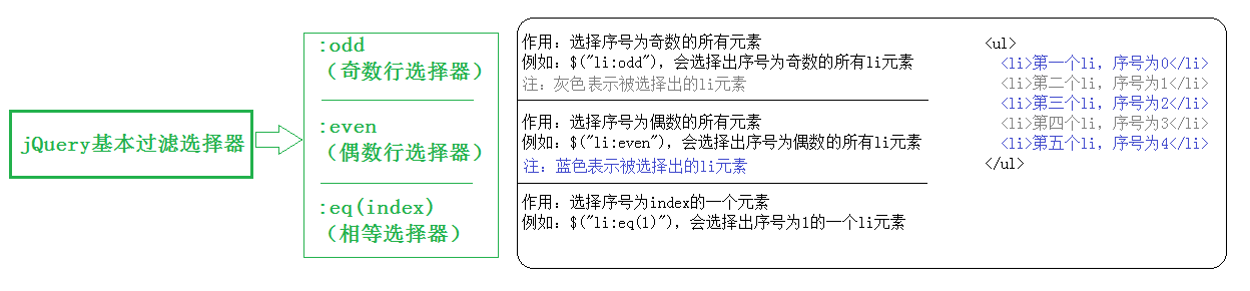 jQuery基本过滤选择器
:odd
（奇数行选择器）
:even
（偶数行选择器）
:eq(index)
（相等选择器）
作用：选择序号为奇数的所有元素
例如：$("li:odd")，会选择出序号为奇数的所有li元素
注：灰色表示被选择出的li元素
作用：选择序号为偶数的所有元素
例如：$("li:even")，会选择出序号为偶数的所有li元素
注：蓝色表示被选择出的li元素
作用：选择序号为index的一个元素
例如：$("li:eq(1)")，会选择出序号为1的一个li元素
<ul>
<li>第一个li，序号为0</li>
<li>第二个li，序号为1</li>
<li>第三个li，序号为2</li>
<li>第四个li，序号为3</li>
<li>第五个li，序号为4</li>
</ul>